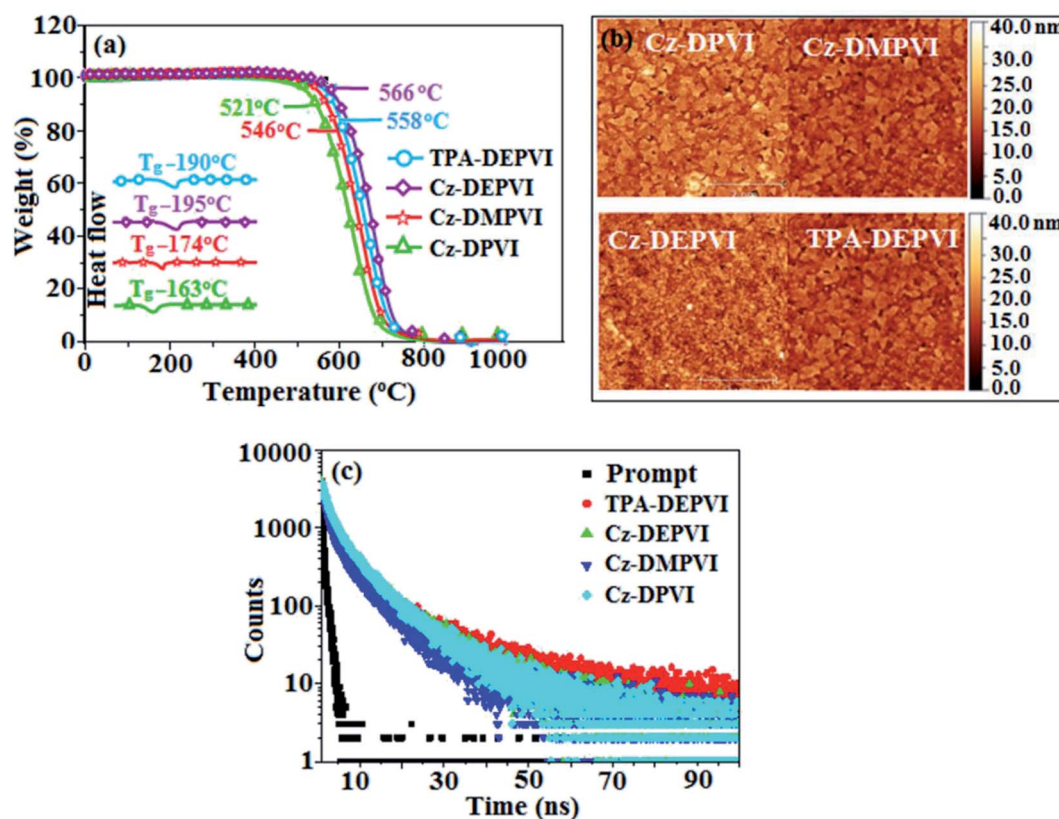 (a)
120
100
80
60
40
20
0
Weight (%)
Heat flow
521°C
546°C
566°C
558°C
Tg–190°C
Tg–195°C
Tg–174°C
Tg–163°C
TPA-DEPVI
Cz-DEPVI
Cz-DMPVI
Cz-DPVI
0 200 400 600 800 1000
Temperature (°C)
(b)
Cz-DPVI
Cz-DMPVI
40.0 nm
35.0
30.0
25.0
20.0
15.0
10.0
5.0
0.0
Cz-DEPVI
TPA-DEPVI
40.0 nm
35.0
30.0
25.0
20.0
15.0
10.0
5.0
0.0
(c)
10000
1000
100
10
1
Counts
Prompt
TPA-DEPVI
Cz-DEPVI
Cz-DMPVI
Cz-DPVI
10 30 50 70 90
Time (ns)